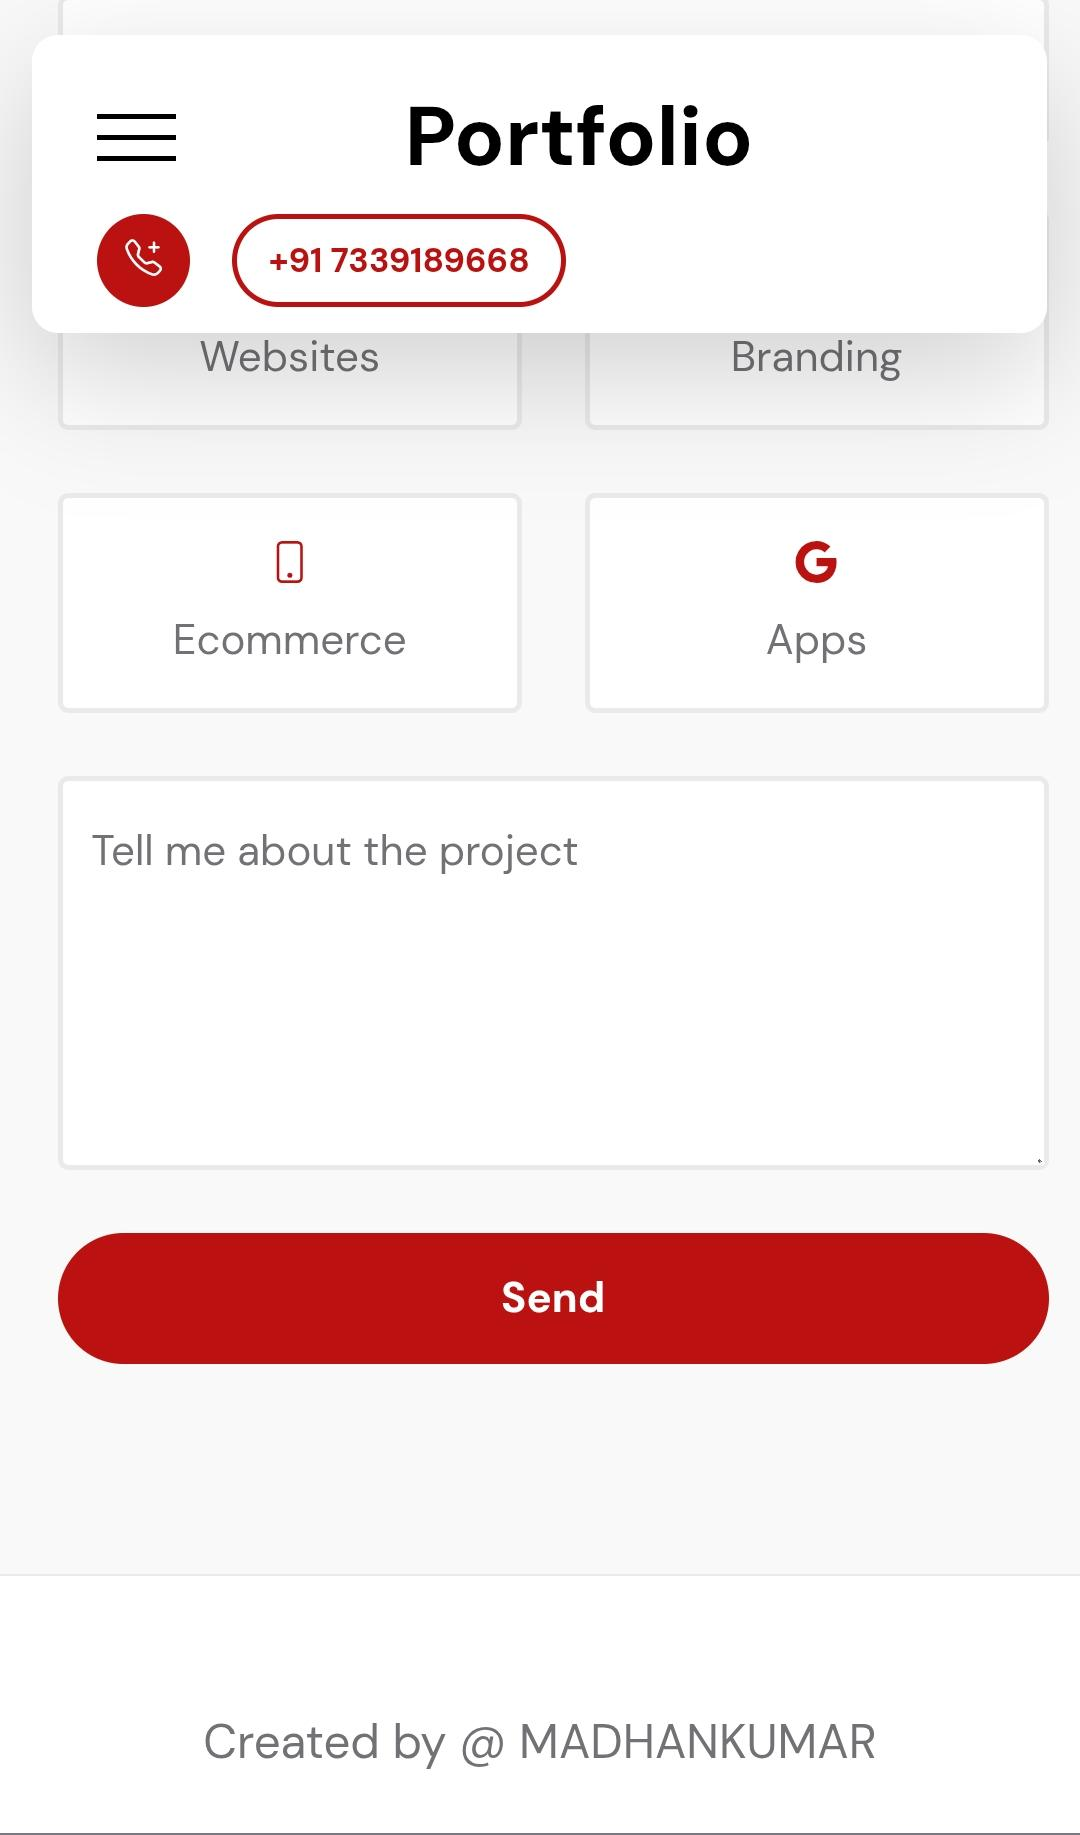 Portfolio
+91 7339189668
Websites
Branding
Ecommerce
Apps
Tell me about the project
Send
Created by @ MADHANKUMAR